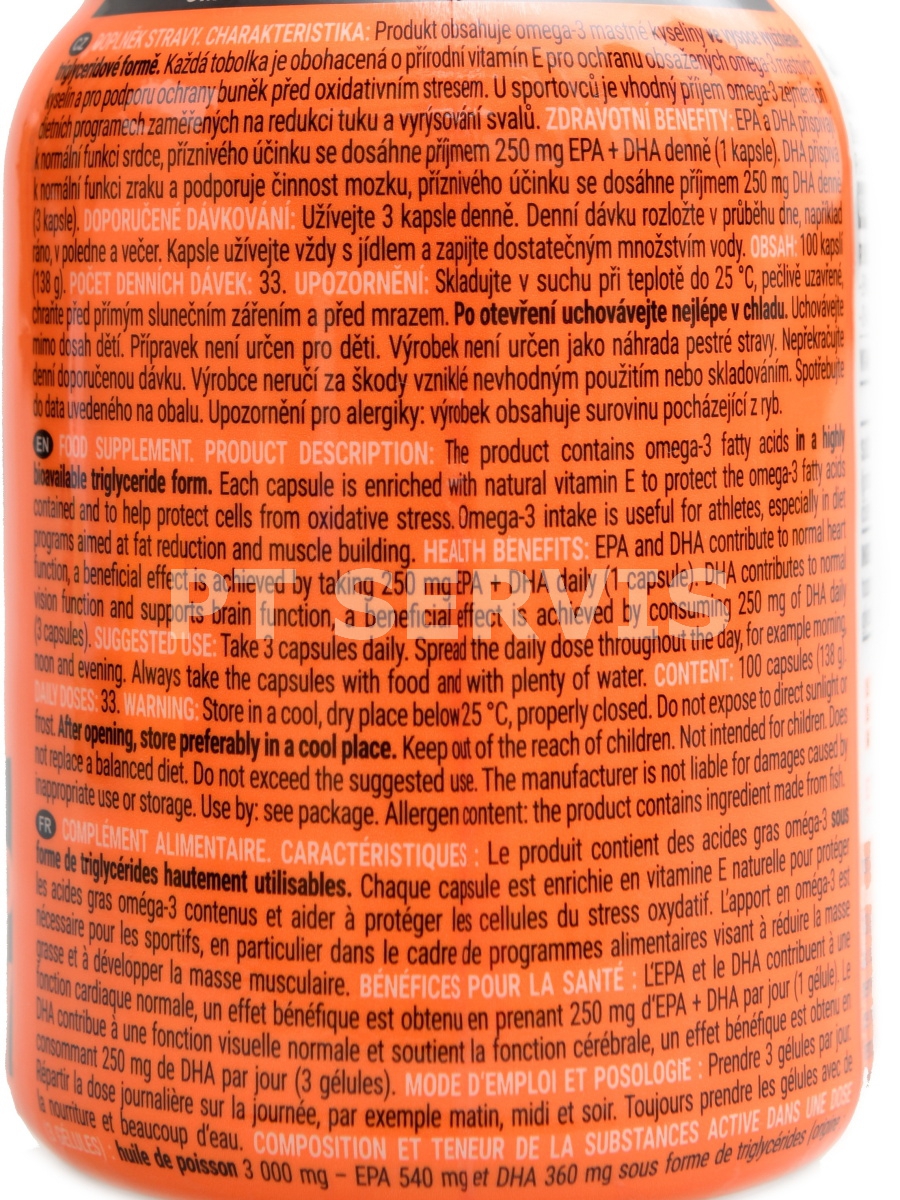 CZ DOPLNĚK STRAVY. CHARAKTERISTIKA: Produkt obsahuje omega-3 mastné kyseliny ve vysoce
triglyceridové formě. Každá tobolka je obohacena o přírodní vitamín E pro ochranu obsažených omega-3 mastných
kyselin a pro podporu ochrany buněk před oxidativním stresem. U sportovců je vhodný příjem omega-3 zejména při
dietních programech zaměřených na redukci tuku a vyrýsování svalů. ZDRAVOTNÍ BENEFITY: EPA a DHA přispívají
k normální funkci srdce, příznivého účinku se dosáhne příjmem 250 mg EPA + DHA denně (1 kapsle). DHA přispívá
k normální funkci zraku a podporuje činnost mozku, příznivého účinku se dosáhne příjmem 250 mg DHA denně
(3 kapsle). DOPORUČENÉ DÁVKOVÁNÍ: Užívejte 3 kapsle denně. Denní dávku rozložte v průběhu dne, například
ráno, v poledne a večer. Kapsle užívejte vždy s jídlem a zapijte dostatečným množstvím vody. OBSAH: 100 kapslí
(138 g). POČET DENNÍCH DÁVEK: 33. UPOZORNĚNÍ: Skladujte v suchu při teplotě do 25 °C, pečlivě uzavřené,
chraňte před přímým slunečním zářením a před mrazem. Po otevření uchovávejte nejlépe v chladu. Uchovávejte
mimo dosah dětí. Přípravek není určen pro děti. Výrobek není určen jako náhrada pestré stravy. Nepřekračujte
denní doporučenou dávku. Výrobce neručí za škody vzniklé nevhodným použitím nebo skladováním. Spotřebujte
do data uvedeného na obalu. Upozornění pro alergiky: výrobek obsahuje surovinu pocházející z ryb.
EN FOOD SUPPLEMENT. PRODUCT DESCRIPTION: The product contains omega-3 fatty acids in a highly
bioavailable triglyceride form. Each capsule is enriched with natural vitamin E to protect the omega-3 fatty acids
contained and to help protect cells from oxidative stress. Omega-3 intake is useful for athletes, especially in diet
programs aimed at fat reduction and muscle building. HEALTH BENEFITS: EPA and DHA contribute to normal heart
function, a beneficial effect is achieved by taking 250 mg EPA + DHA daily (1 capsule). DHA contributes to normal
vision function and supports brain function, a beneficial effect is achieved by consuming 250 mg of DHA daily
(3 capsules). SUGGESTED USE: Take 3 capsules daily. Spread the daily dose throughout the day, for example morning,
noon and evening. Always take the capsules with food and with plenty of water. CONTENT: 100 capsules (138 g).
DAILY DOSES: 33. WARNING: Store in a cool, dry place below 25 °C, properly closed. Do not expose to direct sunlight or
frost. After opening, store preferably in a cool place. Keep out of the reach of children. Not intended for children. Does
not replace a balanced diet. Do not exceed the suggested use. The manufacturer is not liable for damages caused by
inappropriate use or storage. Use by: see package. Allergen content: the product contains ingredient made from fish.
PT SERVIS
FR COMPLÉMENT ALIMENTAIRE. CARACTÉRISTIQUES : Le produit contient des acides gras oméga-3 sous
forme de triglycérides hautement utilisables. Chaque capsule est enrichie en vitamine E naturelle pour protéger
les acides gras oméga-3 contenus et aider à protéger les cellules du stress oxydatif. L'apport en oméga-3 est
nécessaire pour les sportifs, en particulier dans le cadre de programmes alimentaires visant à réduire la masse
grasse et à développer la masse musculaire. BÉNÉFICES POUR LA SANTÉ : L'EPA et le DHA contribuent à une
fonction cardiaque normale, un effet bénéfique est obtenu en prenant 250 mg d'EPA + DHA par jour (1 gélule). Le
DHA contribue à une fonction visuelle normale et soutient la fonction cérébrale, un effet bénéfique est obtenu en
consommant 250 mg de DHA par jour (3 gélules). MODE D'EMPLOI ET POSOLOGIE : Prendre 3 gélules par jour.
Répartir la dose journalière sur la journée, par exemple matin, midi et soir. Toujours prendre les gélules avec de
la nourriture et beaucoup d'eau. COMPOSITION ET TENEUR DE LA SUBSTANCES ACTIVE DANS UNE DOSE
(3 GÉLULES) : huile de poisson 3 000 mg – EPA 540 mg et DHA 360 mg sous forme de triglycérides (origine